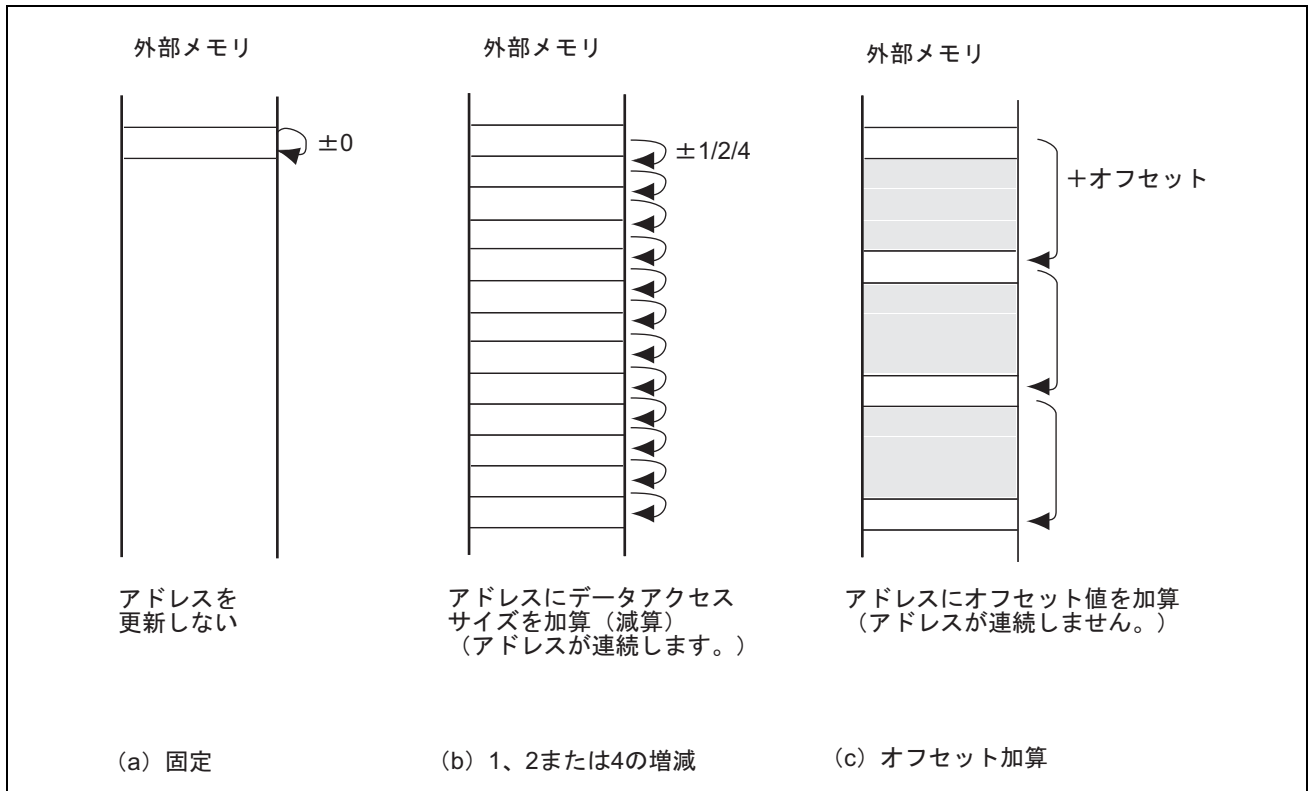 外部メモリ
±0
アドレスを
更新しない
(a) 固定
外部メモリ
±1/2/4
アドレスにデータアクセス
サイズを加算（減算）
（アドレスが連続します。）
(b) 1、2または4の増減
外部メモリ
＋オフセット
アドレスにオフセット値を加算
（アドレスが連続しません。）
(c) オフセット加算